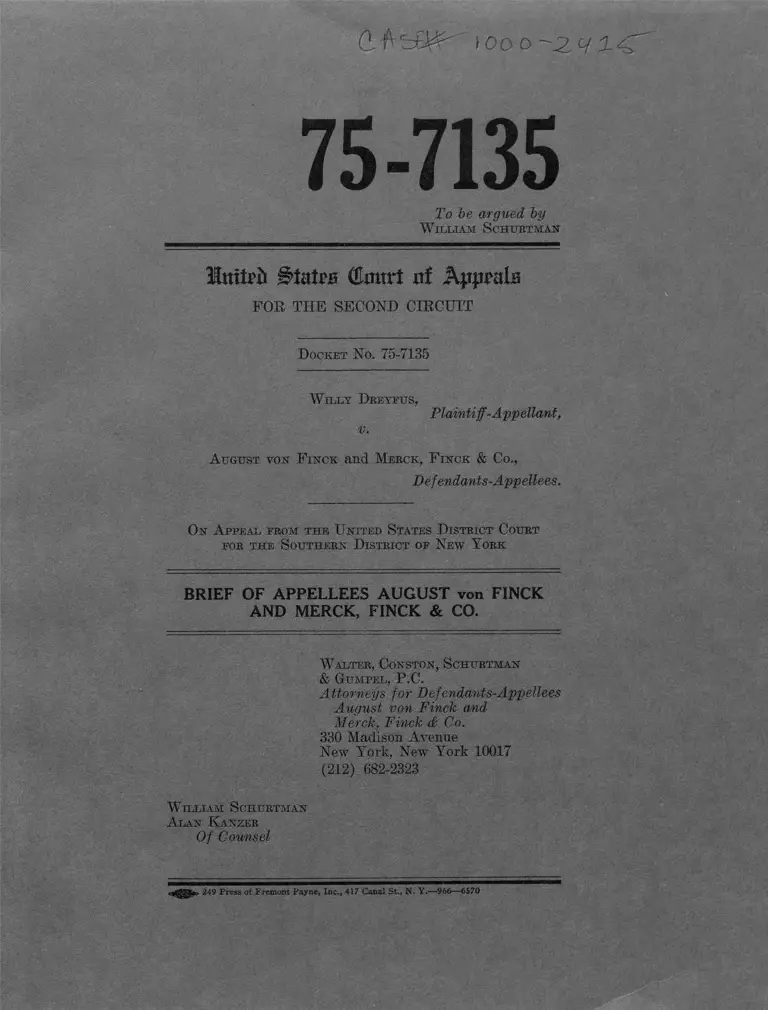 CASE# 1000-2415
75-7135
To be argued by
WILLIAM SCHURTMAN
United States Court of Appeals
FOR THE SECOND CIRCUIT
DOCKET NO. 75-7135
WILLY DREYFUS,
Plaintiff-Appellant,
v.
AUGUST VON FINCK and MERCK, FINCK & CO.,
Defendants-Appellees.
ON APPEAL FROM THE UNITED STATES DISTRICT COURT
FOR THE SOUTHERN DISTRICT OF NEW YORK
BRIEF OF APPELLEES AUGUST von FINCK
AND MERCK, FINCK & CO.
WALTER, CONSTON, SCHURTMAN
& GUMPEL, P.C.
Attorneys for Defendants-Appellees
August von Finck and
Merck, Finck & Co.
330 Madison Avenue
New York, New York 10017
(212) 682-2323
WILLIAM SCHURTMAN
ALAN KANZER
Of Counsel
249 Press of Fremont Payne, Inc., 417 Canal St., N. Y.—966—6570